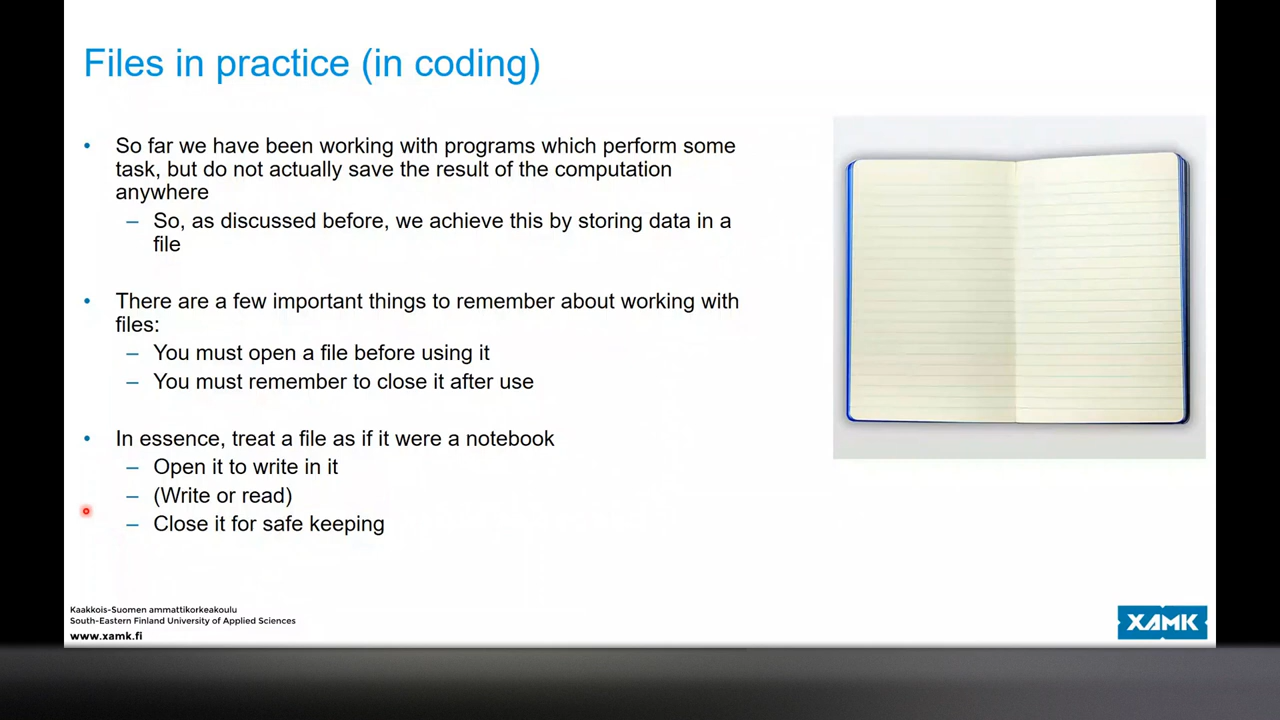 Files in practice (in coding)
• So far we have been working with programs which perform some
task, but do not actually save the result of the computation
anywhere
– So, as discussed before, we achieve this by storing data in a
file
• There are a few important things to remember about working with
files:
– You must open a file before using it
– You must remember to close it after use
• In essence, treat a file as if it were a notebook
– Open it to write in it
– (Write or read)
– Close it for safe keeping
Kaakkois-Suomen ammattikorkeakoulu
South-Eastern Finland University of Applied Sciences
www.xamk.fi
XAMK